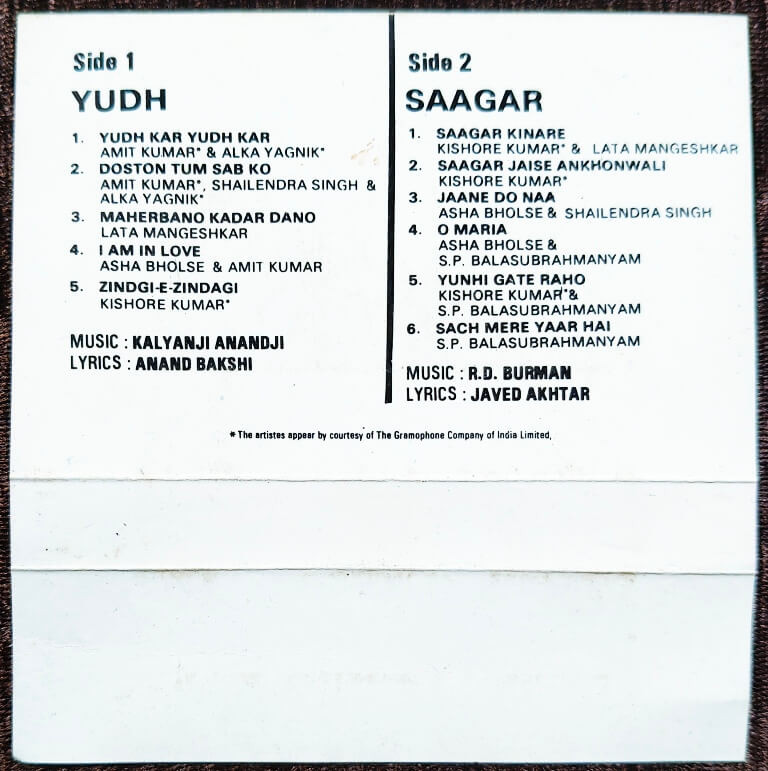 Side 1
YUDH
1. YUDH KAR YUDH KAR
AMIT KUMAR* & ALKA YAGNIK*
2. DOSTON TUM SAB KO
AMIT KUMAR*, SHAILENDRA SINGH &
ALKA YAGNIK*
3. MAHERBANO KADAR DANO
LATA MANGESHKAR
4. I AM IN LOVE
ASHA BHOLSE & AMIT KUMAR
5. ZINDGI-E-ZINDAGI
KISHORE KUMAR*
MUSIC : KALYANJI ANANDJI
LYRICS : ANAND BAKSHI
Side 2
SAAGAR
1. SAAGAR KINARE
KISHORE KUMAR* & LATA MANGESHKAR
2. SAAGAR JAISE ANKHONWALI
KISHORE KUMAR*
3. JAANE DO NAA
ASHA BHOLSE & SHAILENDRA SINGH
4. O MARIA
ASHA BHOLSE &
S.P. BALASUBRAHMANYAM
5. YUNHI GATE RAHO
KISHORE KUMAR*&
S.P. BALASUBRAHMANYAM
6. SACH MERE YAAR HAI
S.P. BALASUBRAHMANYAM
MUSIC : R.D. BURMAN
LYRICS : JAVED AKHTAR
* The artistes appear by courtesy of The Gramophone Company of India Limited,